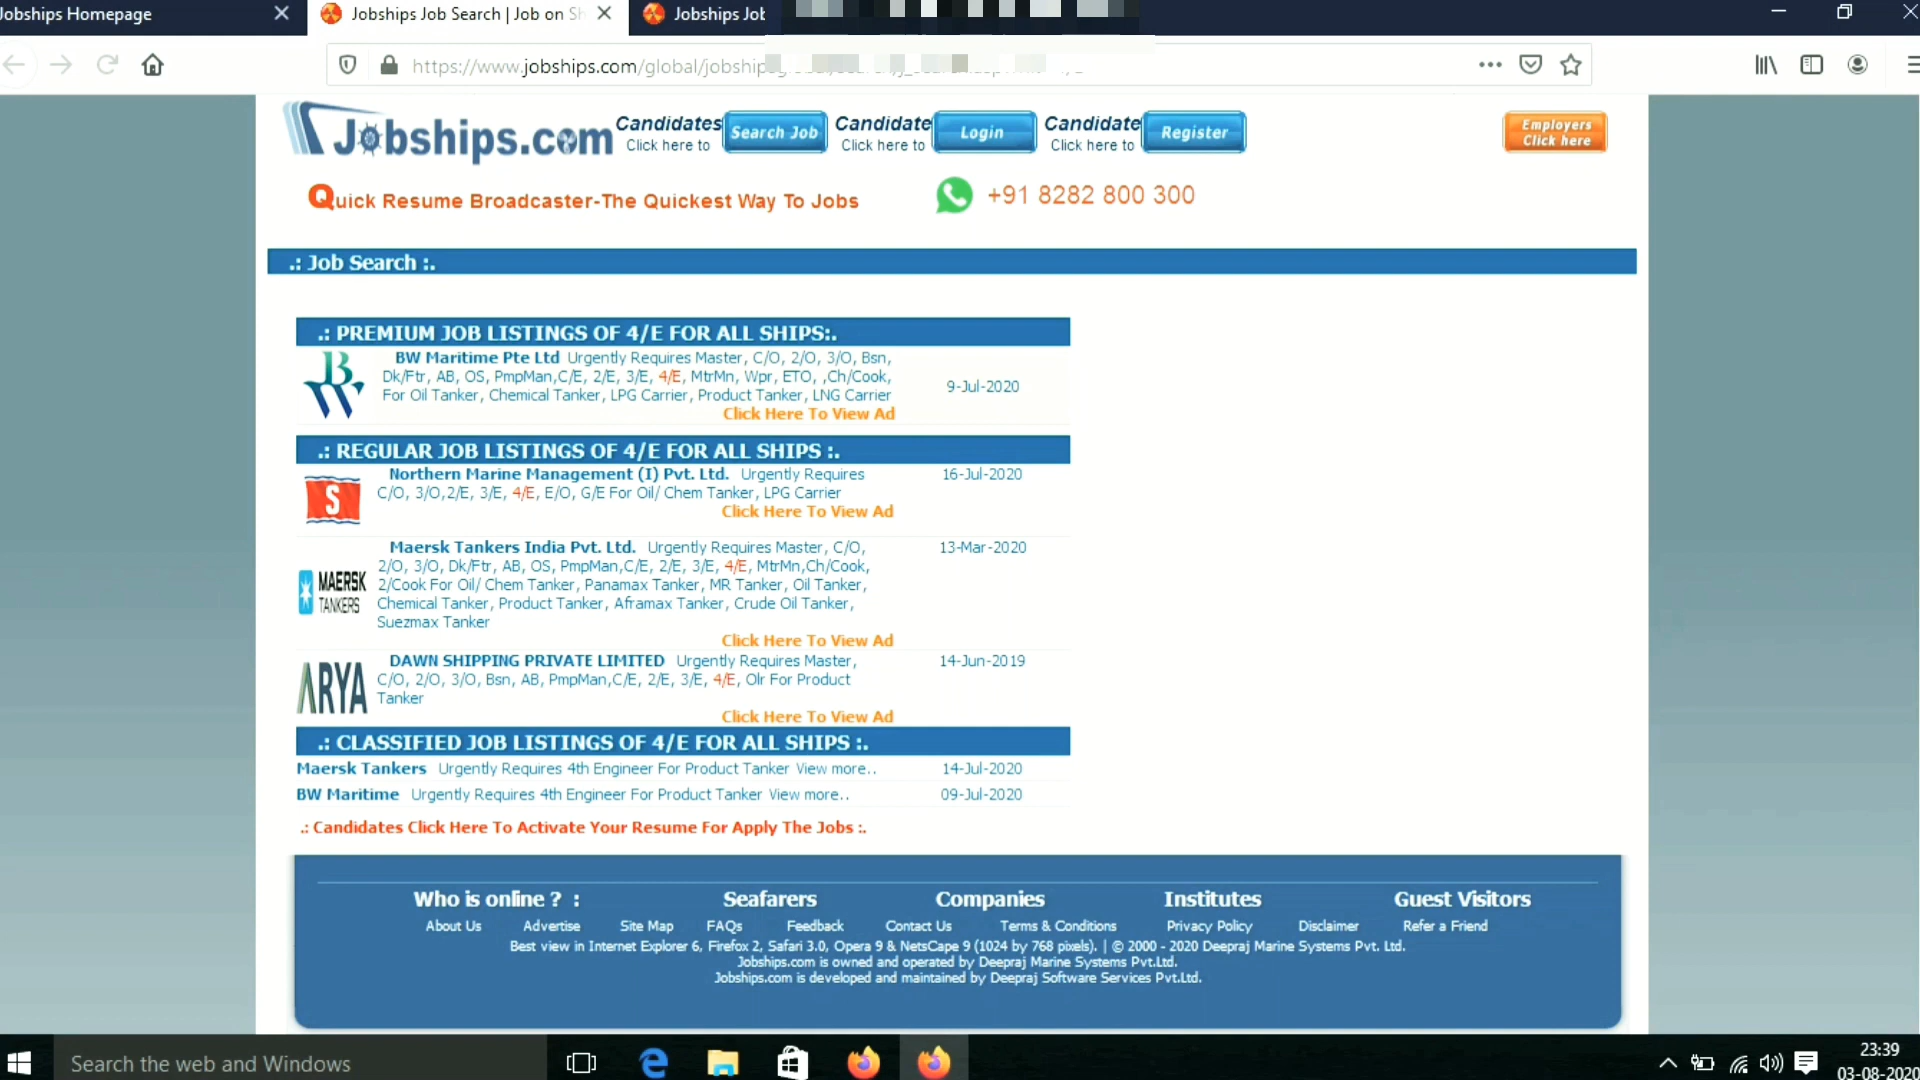 Jobships Homepage
Jobships Job Search | Job on Sh
Jobships Job
https://www.jobships.com/global/jobships
Jobships.com
Candidates
Click here to
Search Job
Candidate
Click here to
Login
Candidate
Click here to
Register
Employers
Click here
Quick Resume Broadcaster-The Quickest Way To Jobs
+91 8282 800 300
.: Job Search :.
.: PREMIUM JOB LISTINGS OF 4/E FOR ALL SHIPS:.
BW Maritime Pte Ltd Urgently Requires Master, C/O, 2/O, 3/O, Bsn,
Dk/Ftr, AB, OS, PmpMan,C/E, 2/E, 3/E, 4/E, MtrMn, Wpr, ETO, ,Ch/Cook,
For Oil Tanker, Chemical Tanker, LPG Carrier, Product Tanker, LNG Carrier
9-Jul-2020
Click Here To View Ad
.: REGULAR JOB LISTINGS OF 4/E FOR ALL SHIPS :.
S
Northern Marine Management (I) Pvt. Ltd. Urgently Requires
C/O, 3/O,2/E, 3/E, 4/E, E/O, G/E For Oil/ Chem Tanker, LPG Carrier
16-Jul-2020
Click Here To View Ad
MAERSK
TANKERS
Maersk Tankers India Pvt. Ltd. Urgently Requires Master, C/O,
2/O, 3/O, Dk/Ftr, AB, OS, PmpMan,C/E, 2/E, 3/E, 4/E, MtrMn,Ch/Cook,
2/Cook For Oil/ Chem Tanker, Panamax Tanker, MR Tanker, Oil Tanker,
Chemical Tanker, Product Tanker, Aframax Tanker, Crude Oil Tanker,
Suezmax Tanker
13-Mar-2020
Click Here To View Ad
ARYA
DAWN SHIPPING PRIVATE LIMITED Urgently Requires Master,
C/O, 2/O, 3/O, Bsn, AB, PmpMan,C/E, 2/E, 3/E, 4/E, Olr For Product
Tanker
14-Jun-2019
Click Here To View Ad
.: CLASSIFIED JOB LISTINGS OF 4/E FOR ALL SHIPS :.
Maersk Tankers Urgently Requires 4th Engineer For Product Tanker View more.. 14-Jul-2020
BW Maritime Urgently Requires 4th Engineer For Product Tanker View more.. 09-Jul-2020
.: Candidates Click Here To Activate Your Resume For Apply The Jobs :.
Who is online ? : Seafarers Companies Institutes Guest Visitors
About Us Advertise Site Map FAQs Feedback Contact Us Terms & Conditions Privacy Policy Disclaimer Refer a Friend
Best view in Internet Explorer 6, Firefox 2, Safari 3.0, Opera 9 & NetScape 9 (1024 by 768 pixels). | © 2000 - 2020 Deepraj Marine Systems Pvt. Ltd.
Jobships.com is owned and operated by Deepraj Marine Systems Pvt.Ltd.
Jobships.com is developed and maintained by Deepraj Software Services Pvt.Ltd.
Search the web and Windows
23:39
03-08-2020